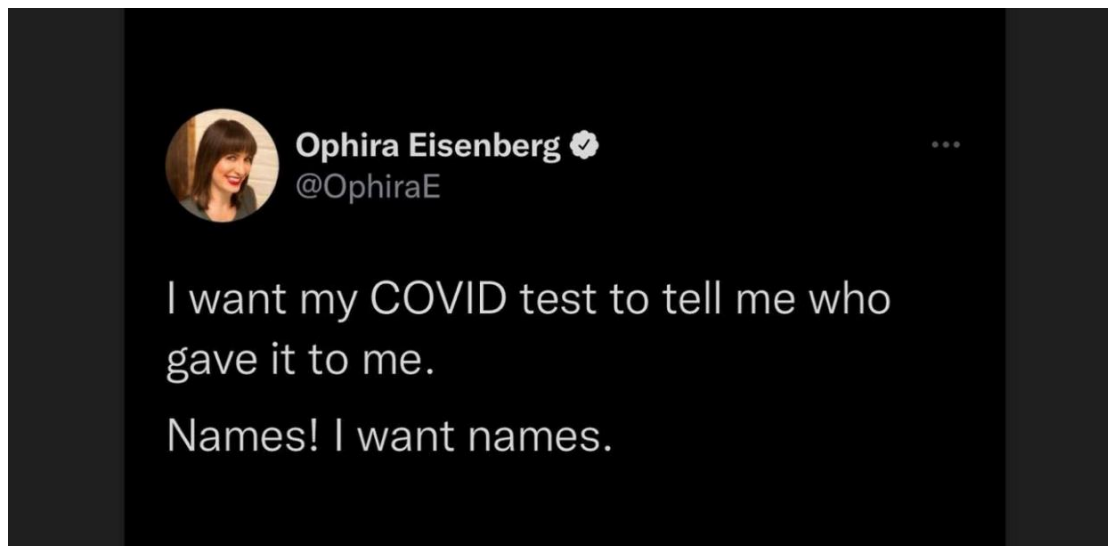 Ophira Eisenberg
@OphiraE
I want my COVID test to tell me who
gave it to me.
Names! I want names.